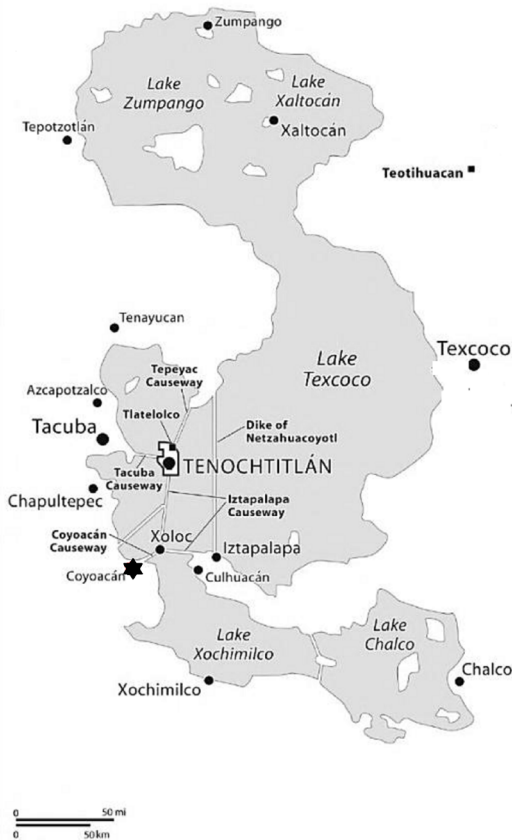 Zumpango
Lake
Zumpango
Lake
Xaltocán
Xaltocán
Tepotzotlán
Teotihuacan
Tenayucan
Texcoco
Lake
Texcoco
Tepeyac
Causeway
Azcapotzalco
Tlatelolco
Dike of
Netzahuacoyotl
Tacuba
TENOCHTITLÁN
Tacuba
Causeway
Chapultepec
Iztapalapa
Causeway
Coyoacán
Causeway
Xoloc
Iztapalapa
Coyoacán
Culhuacán
Lake
Xochimilco
Lake
Chalco
Chalco
Xochimilco
0 50 mi
0 50 km